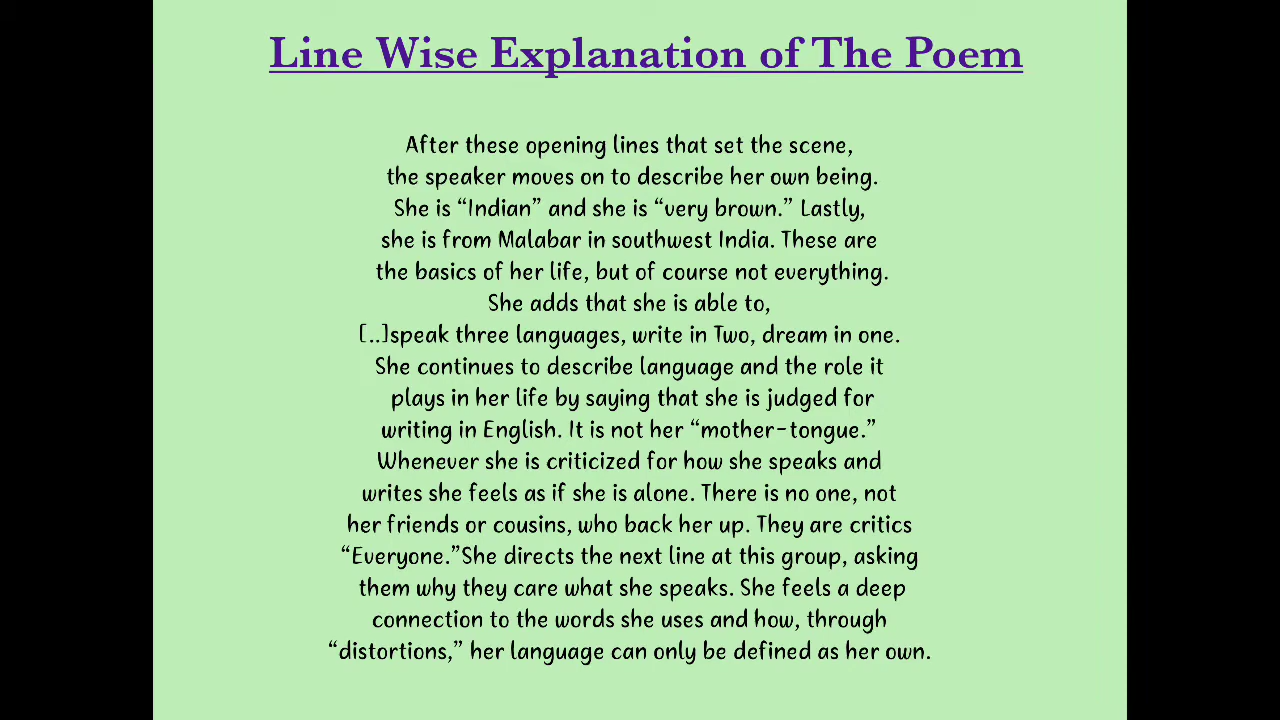 Line Wise Explanation of The Poem
After these opening lines that set the scene,
the speaker moves on to describe her own being.
She is “Indian” and she is “very brown.” Lastly,
she is from Malabar in southwest India. These are
the basics of her life, but of course not everything.
She adds that she is able to,
[..]speak three languages, write in Two, dream in one.
She continues to describe language and the role it
plays in her life by saying that she is judged for
writing in English. It is not her “mother-tongue.”
Whenever she is criticized for how she speaks and
writes she feels as if she is alone. There is no one, not
her friends or cousins, who back her up. They are critics
“Everyone.”She directs the next line at this group, asking
them why they care what she speaks. She feels a deep
connection to the words she uses and how, through
“distortions,” her language can only be defined as her own.